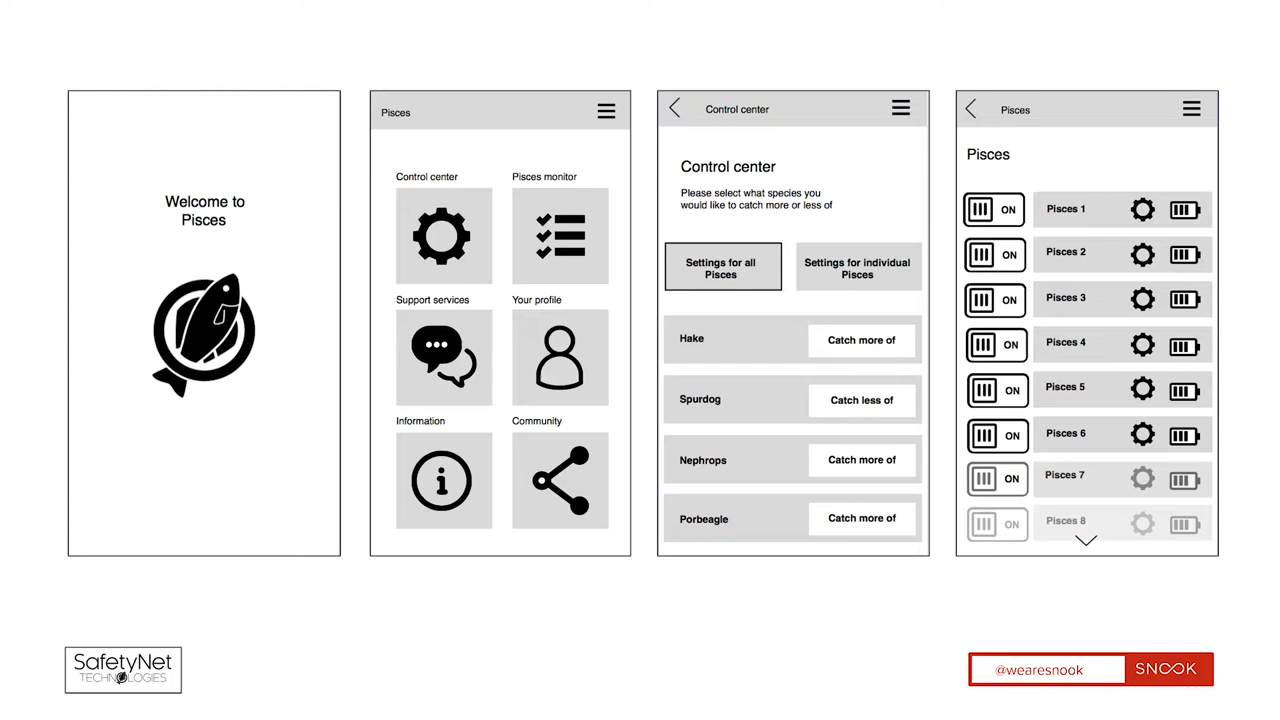 Welcome to
Pisces
Pisces
Control center
Pisces monitor
Support services
Your profile
Information
Community
Control center
Control center
Please select what species you
would like to catch more or less of
Settings for all
Pisces
Settings for individual
Pisces
Hake
Catch more of
Spurdog
Catch less of
Nephrops
Catch more of
Porbeagle
Catch more of
Pisces
Pisces
ON
Pisces 1
ON
Pisces 2
ON
Pisces 3
ON
Pisces 4
ON
Pisces 5
ON
Pisces 6
ON
Pisces 7
ON
Pisces 8
SafetyNet
TECHNOLOGIES
@wearesnook
SNOOK